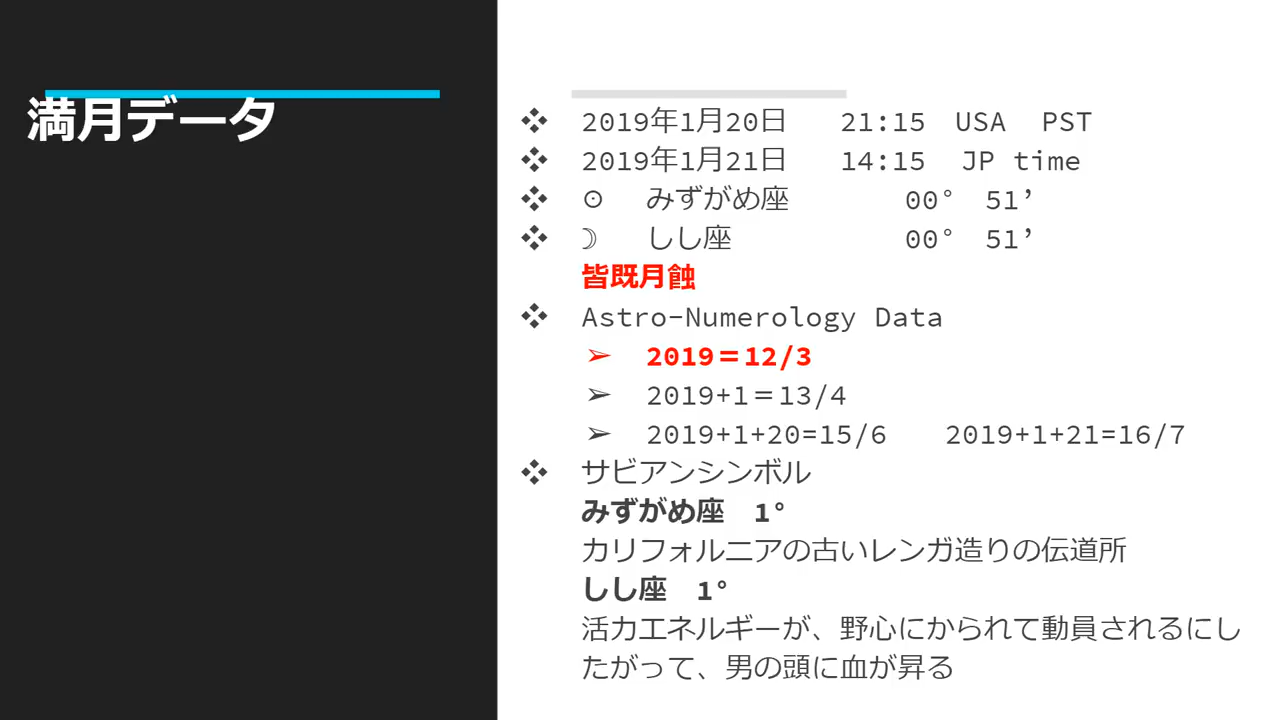 満月データ
❖ 2019年1月20日 21:15 USA PST
❖ 2019年1月21日 14:15 JP time
❖ ☉ みずがめ座 00° 51’
❖ ☽ しし座 00° 51’
皆既月蝕
❖ Astro-Numerology Data
➢ 2019＝12/3
➢ 2019+1＝13/4
➢ 2019+1+20=15/6 2019+1+21=16/7
❖ サビアンシンボル
みずがめ座 1°
カリフォルニアの古いレンガ造りの伝道所
しし座 1°
活力エネルギーが、野心にかられて動員されるにし
たがって、男の頭に血が昇る